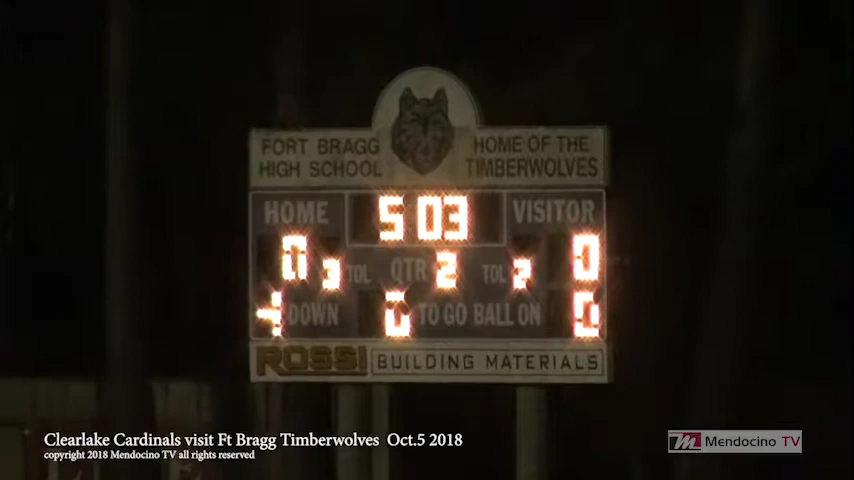 FORT BRAGG HIGH SCHOOL
HOME OF THE TIMBERWOLVES
HOME 5 03 VISITOR
0 3 TOL QTR 2 TOL 2 0
DOWN 0 TO GO BALL ON 0
ROSSI BUILDING MATERIALS
Clearlake Cardinals visit Ft Bragg Timberwolves Oct.5 2018
copyright 2018 Mendocino TV all rights reserved
M Mendocino TV